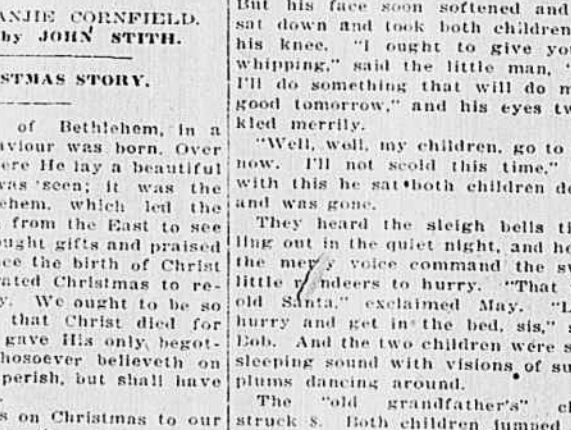 ANJIE CORNFIELD.
by JOHN STITH.
STMAS STORY.
of Bethlehem, in a
aviour was born. Over
ere He lay a beautiful
was seen; it was the
ehem, which led the
from the East to see
ought gifts and praised
ce the birth of Christ
rated Christmas to re-
y. We ought to be so
that Christ died for
gave His only begot-
hosoever believeth on
perish, but shall have
s on Christmas to our
But his face soon softened and
sat down and took both children
his knee. "I ought to give you
whipping," said the little man, "
I'll do something that will do m
good tomorrow," and his eyes tw
kled merrily.
"Well, well, my children, go to
now. I'll not scold this time,"
with this he sat both children do
and was gone.
They heard the sleigh bells ti
ling out in the quiet night, and he
the merry voice command the sw
little r ndeers to hurry. "That
old Santa," exclaimed May. "L
hurry and get in the bed, sis," s
Bob. And the two children were s
sleeping sound with visions of su
plums dancing around.
The "old grandfather's" cl
struck 8. Both children jumped